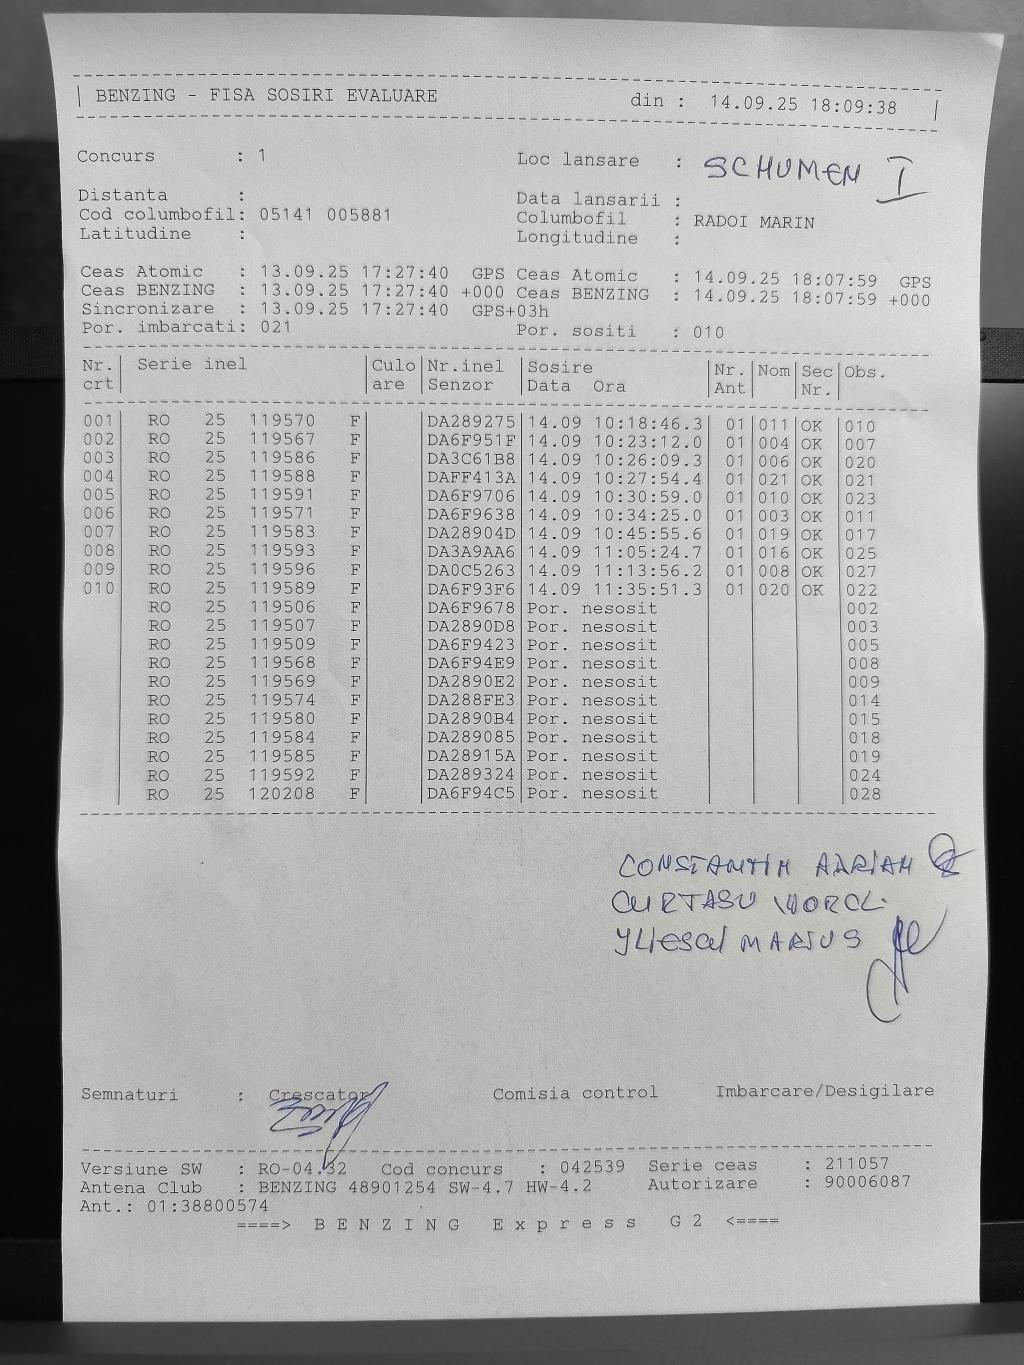 BENZING - FISA SOSIRI EVALUARE din : 14.09.25 18:09:38
Concurs : 1 Loc lansare : SCHUMEN I
Distanta : Data lansarii :
Cod columbofil: 05141 005881 Columbofil : RADOI MARIN
Latitudine : Longitudine :
Ceas Atomic : 13.09.25 17:27:40 GPS Ceas Atomic : 14.09.25 18:07:59 GPS
Ceas BENZING : 13.09.25 17:27:40 +000 Ceas BENZING : 14.09.25 18:07:59 +000
Sincronizare : 13.09.25 17:27:40 GPS+03h
Por. imbarcati: 021 Por. sositi : 010
Nr. Serie inel Culo Nr.inel Sosire Nr. Nom Sec Obs.
crt are Senzor Data Ora Ant Nr.
001 RO 25 119570 F DA289275 14.09 10:18:46.3 01 011 OK 010
002 RO 25 119567 F DA6F951F 14.09 10:23:12.0 01 004 OK 007
003 RO 25 119586 F DA3C61B8 14.09 10:26:09.3 01 006 OK 020
004 RO 25 119588 F DAFF413A 14.09 10:27:54.4 01 021 OK 021
005 RO 25 119591 F DA6F9706 14.09 10:30:59.0 01 010 OK 023
006 RO 25 119571 F DA6F9638 14.09 10:34:25.0 01 003 OK 011
007 RO 25 119583 F DA28904D 14.09 10:45:55.6 01 019 OK 017
008 RO 25 119593 F DA3A9AA6 14.09 11:05:24.7 01 016 OK 025
009 RO 25 119596 F DA0C5263 14.09 11:13:56.2 01 008 OK 027
010 RO 25 119589 F DA6F93F6 14.09 11:35:51.3 01 020 OK 022
RO 25 119506 F DA6F9678 Por. nesosit 002
RO 25 119507 F DA2890D8 Por. nesosit 003
RO 25 119509 F DA6F9423 Por. nesosit 005
RO 25 119568 F DA6F94E9 Por. nesosit 008
RO 25 119569 F DA2890E2 Por. nesosit 009
RO 25 119574 F DA288FE3 Por. nesosit 014
RO 25 119580 F DA2890B4 Por. nesosit 015
RO 25 119584 F DA289085 Por. nesosit 018
RO 25 119585 F DA28915A Por. nesosit 019
RO 25 119592 F DA289324 Por. nesosit 024
RO 25 120208 F DA6F94C5 Por. nesosit 028
CONSTANTIN ADRIAN
CURTASU
YLIESCU MARIUS
Semnaturi : Crescator Comisia control Imbarcare/Desigilare
Versiune SW : RO-04.32 Cod concurs : 042539 Serie ceas : 211057
Antena Club : BENZING 48901254 SW-4.7 HW-4.2 Autorizare : 90006087
Ant.: 01:38800574
====> B E N Z I N G E x p r e s s G 2 <====